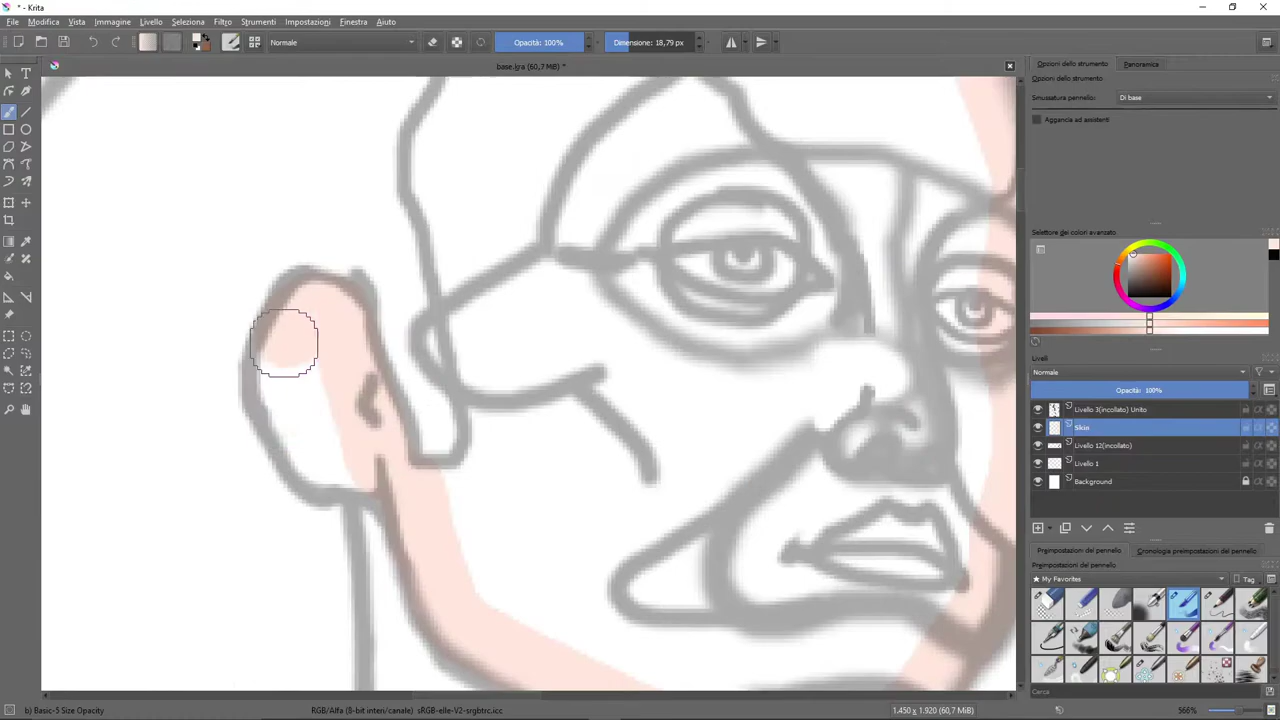 * - Krita
File Modifica Vista Immagine Livello Seleziona Filtro Strumenti Impostazioni Finestra Aiuto
Normale
Opacità: 100%
Dimensione: 18,79 px
base.kra (60,7 MiB) *
Opzioni dello strumento
Panoramica
Opzioni dello strumento
Sinussatura pennello:
Di base
Aggancia ad assistenti
Selettore dei colori avanzato
Livelli
Normale
Opacità: 100%
Livello 3(incollato) Unito
Skin
Livello 12(incollato)
Livello 1
Background
Preimpostazioni del pennello
Cronologia preimpostazioni del pennello
Preimpostazioni del pennello
★ My Favorites
Tag
Cerca
b) Basic-5 Size Opacity
RGB/Alfa (8-bit interi/canale) sRGB-elle-V2-srgbtrc.icc
1.450 x 1.920 (60,7 MiB)
566%